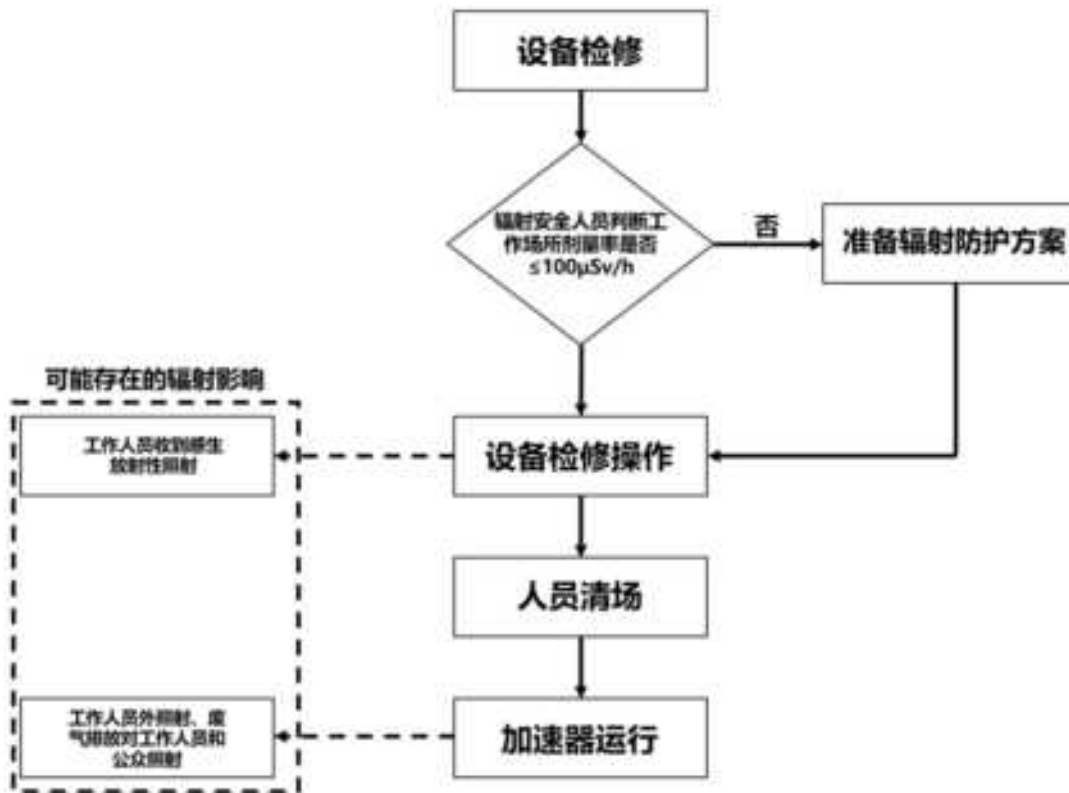 设备检修
辐射安全人员判断工
作场所剂量率是否
≤100μSv/h
否
准备辐射防护方案
可能存在的辐射影响
工作人员收到感生
放射性照射
设备检修操作
人员清场
工作人员外照射、废
气排放对工作人员和
公众照射
加速器运行